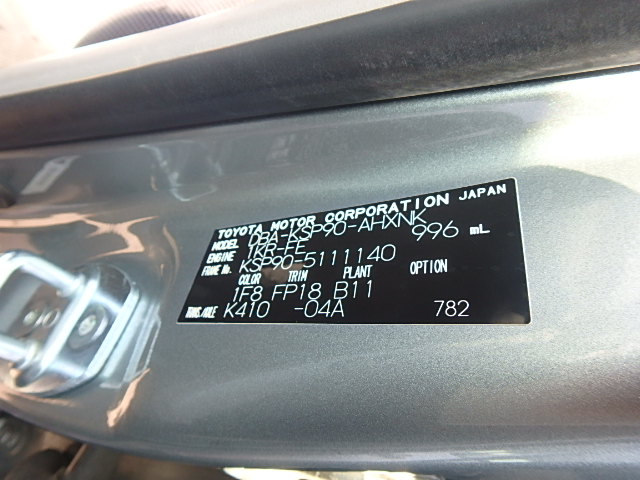 TOYOTA MOTOR CORPORATION JAPAN
MODEL DBA-KSP90-AHXNK
ENGINE 1KR-FE 996 mL
FRAME No. KSP90-5111140
COLOR TRIM PLANT OPTION
1F8 FP18 B11
TRANS./AXLE K410 -04A 782